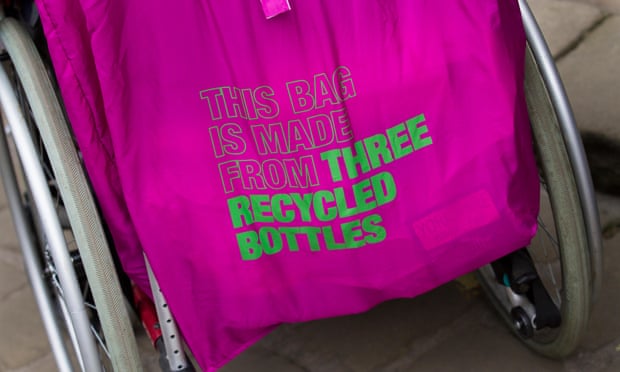 THIS BAG
IS MADE
FROM THREE
RECYCLED
BOTTLES